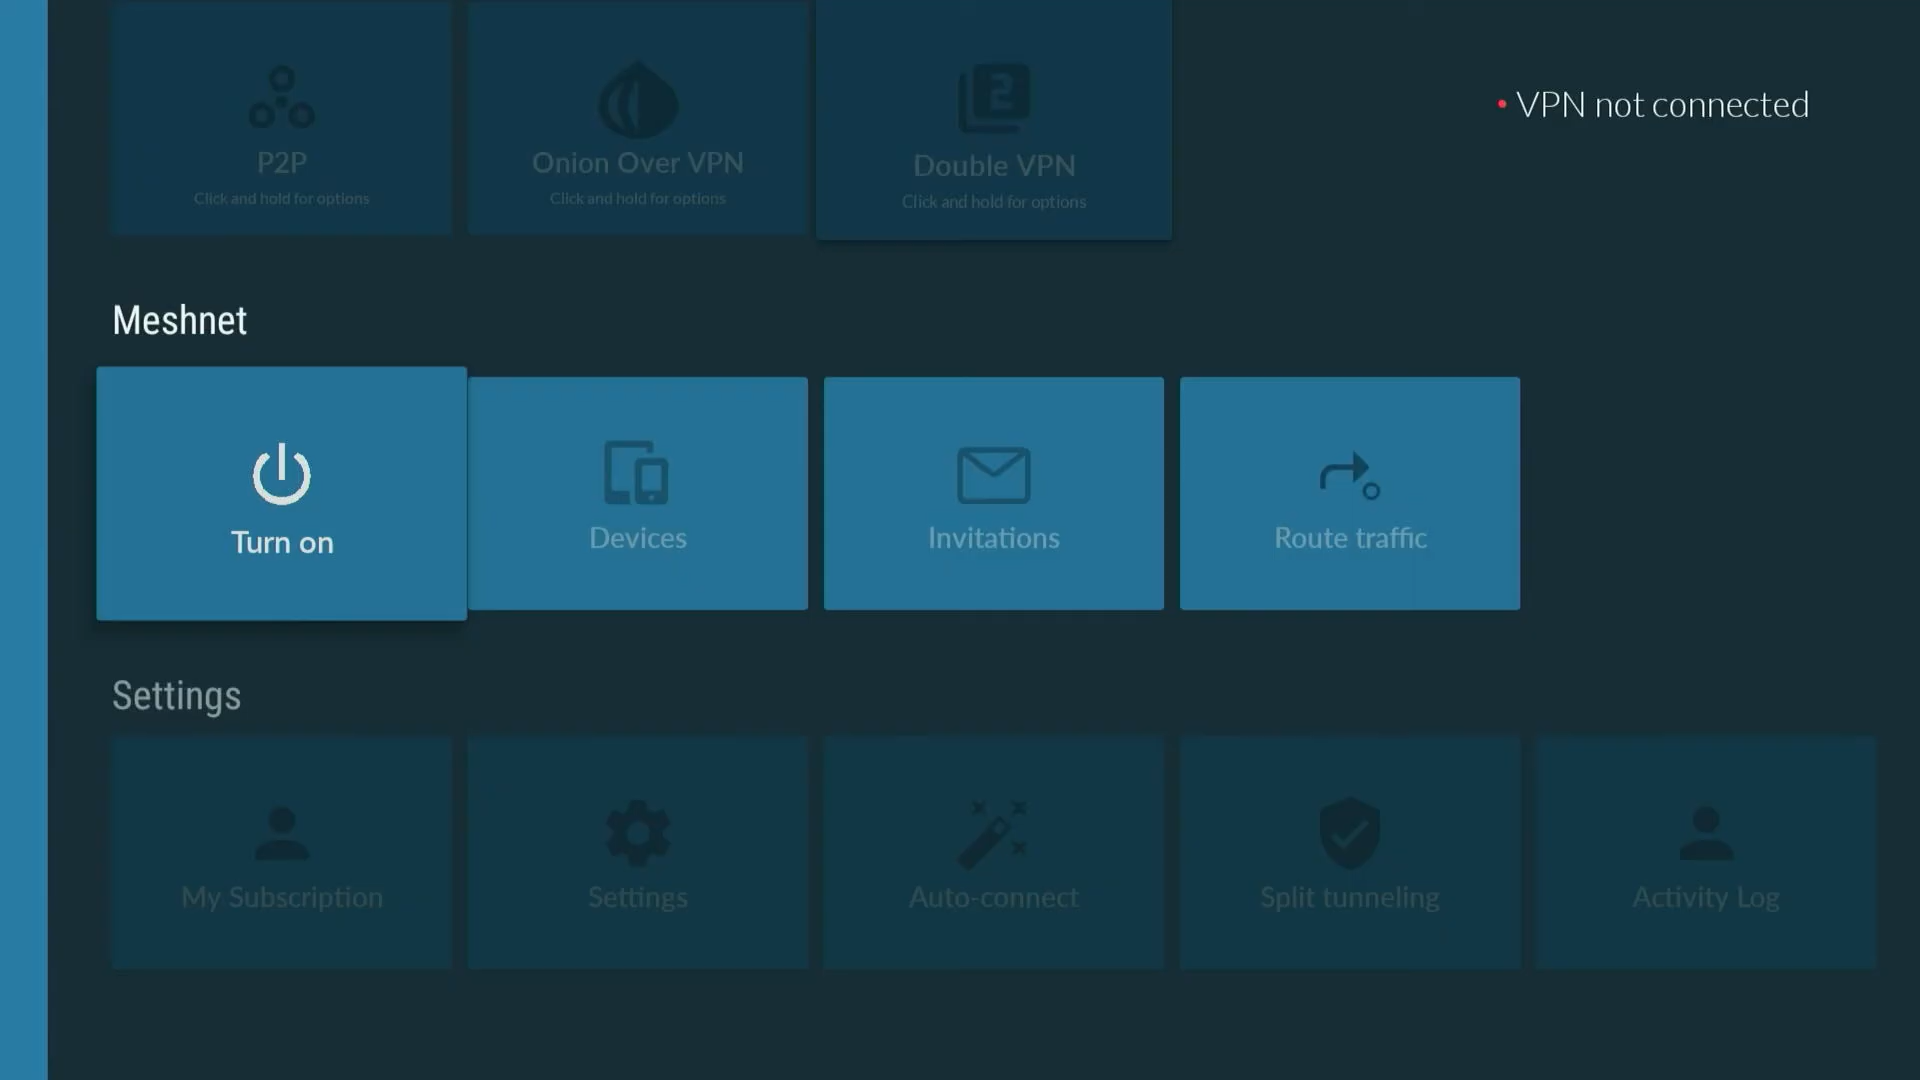 VPN not connected
P2P
Click and hold for options
Onion Over VPN
Click and hold for options
2
Double VPN
Click and hold for options
Meshnet
Turn on
Devices
Invitations
Route traffic
Settings
My Subscription
Settings
Auto-connect
Split tunneling
Activity Log